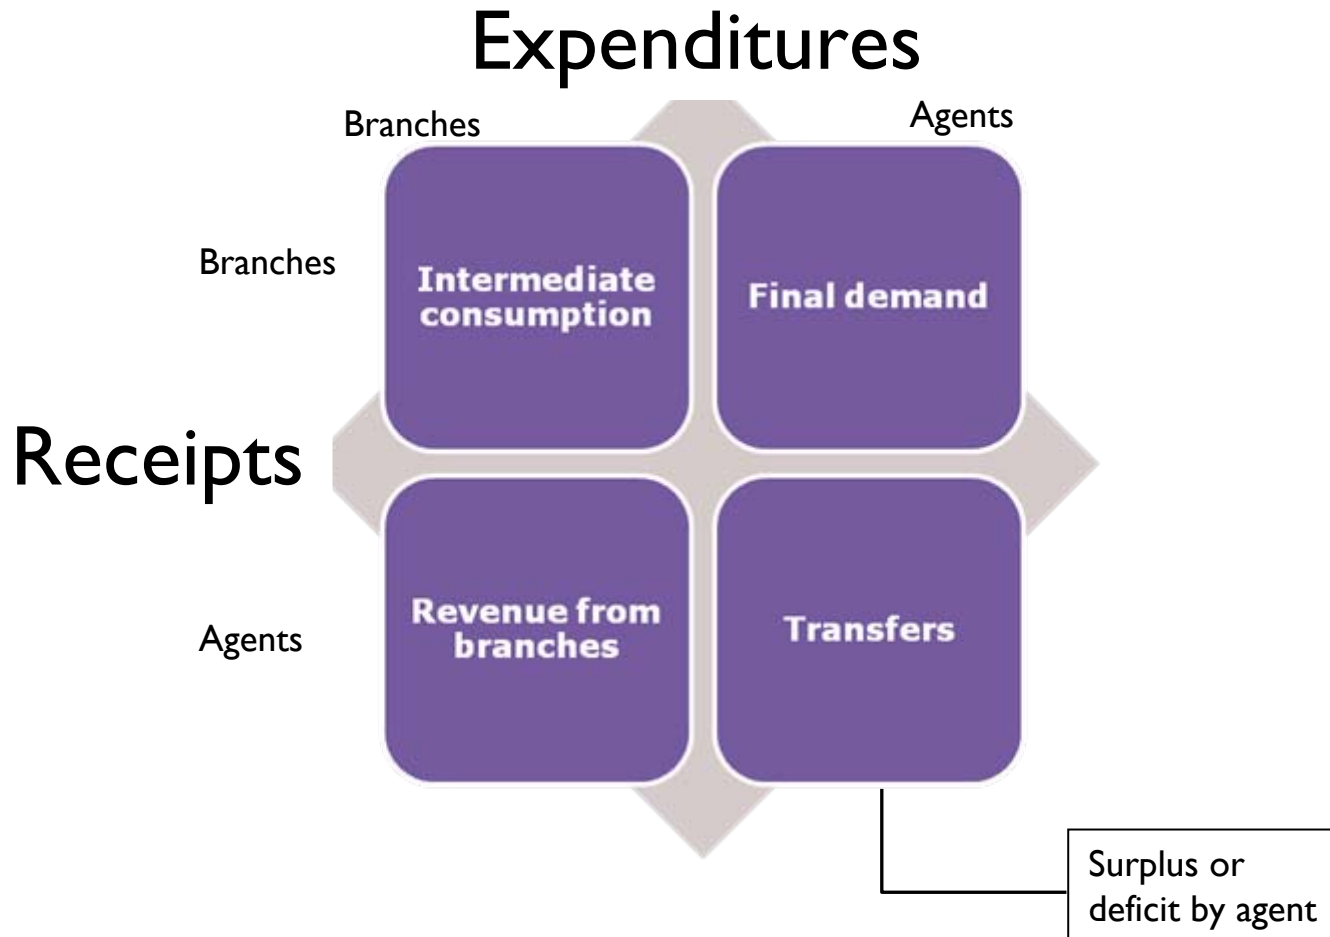 Expenditures
Branches
Agents
Branches
Intermediate
consumption
Final demand
Receipts
Agents
Revenue from
branches
Transfers
Surplus or
deficit by agent